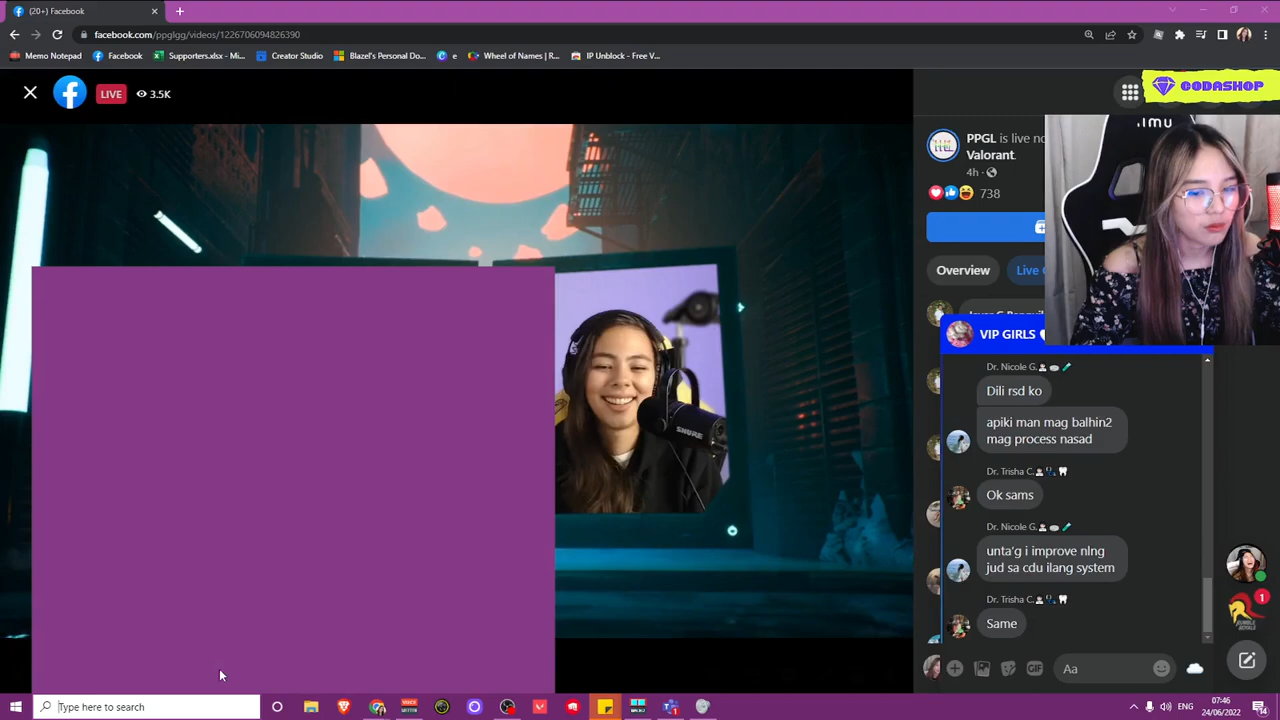 (20+) Facebook
facebook.com/ppglgg/videos/1226706094826390
Memo Notepad
Facebook
Supporters.xlsx - Mi...
Creator Studio
Blazel's Personal Do...
e
Wheel of Names | R...
IP Unblock - Free V...
LIVE
3.5K
CODASHOP
PPGL is live no
Valorant.
4h
738
Overview
Live
VIP GIRLS
Dr. Nicole G.
Dili rsd ko
apiki man mag balhin2
mag process nasad
Dr. Trisha C.
Ok sams
Dr. Nicole G.
unta'g i improve nlng
jud sa cdu ilang system
Dr. Trisha C.
Same
1
GIF
Aa
SHURE
Type here to search
ENG
07:46
24/06/2022
14